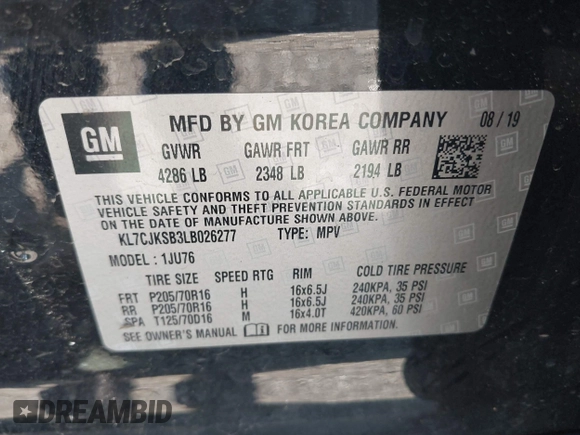 GM
MFD BY GM KOREA COMPANY 08/19
GVWR GAWR FRT GAWR RR
4286 LB 2348 LB 2194 LB
THIS VEHICLE CONFORMS TO ALL APPLICABLE U.S. FEDERAL MOTOR
VEHICLE SAFETY AND THEFT PREVENTION STANDARDS IN EFFECT
ON THE DATE OF MANUFACTURE SHOWN ABOVE.
KL7CJKSB3LB026277 TYPE: MPV
MODEL: 1JU76
TIRE SIZE SPEED RTG RIM COLD TIRE PRESSURE
FRT P205/70R16 H 16x6.5J 240KPA, 35 PSI
RR P205/70R16 H 16x6.5J 240KPA, 35 PSI
SPA T125/70D16 M 16x4.0T 420KPA, 60 PSI
SEE OWNER'S MANUAL FOR MORE INFORMATION
DREAMBID